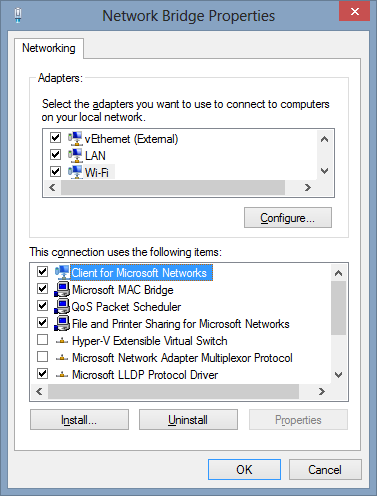 Network Bridge Properties
Networking
Adapters:
Select the adapters you want to use to connect to computers
on your local network.
vEthernet (External)
LAN
Wi-Fi
Configure...
This connection uses the following items:
Client for Microsoft Networks
Microsoft MAC Bridge
QoS Packet Scheduler
File and Printer Sharing for Microsoft Networks
Hyper-V Extensible Virtual Switch
Microsoft Network Adapter Multiplexor Protocol
Microsoft LLDP Protocol Driver
Install... Uninstall Properties
OK Cancel